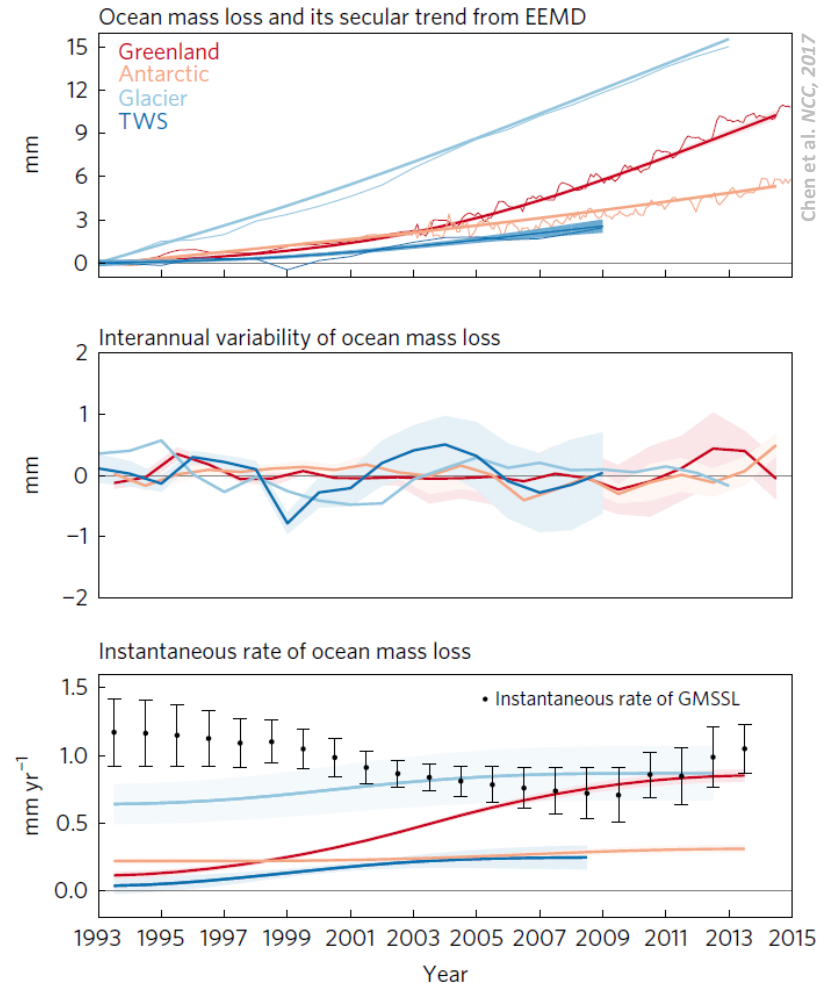 Ocean mass loss and its secular trend from EEMD
Greenland
Antarctic
Glacier
TWS
15
12
9
6
3
0
mm
Chen et al. NCC, 2017
Interannual variability of ocean mass loss
2
1
0
−1
−2
mm
Instantaneous rate of ocean mass loss
• Instantaneous rate of GMSSL
1.5
1.0
0.5
0.0
mm yr⁻¹
1993 1995 1997 1999 2001 2003 2005 2007 2009 2011 2013 2015
Year